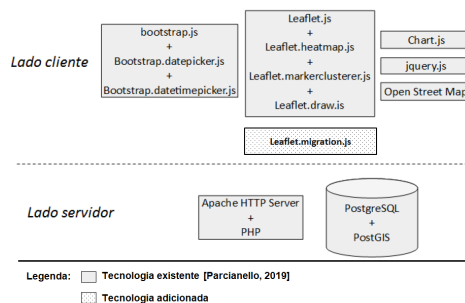 Lado cliente
bootstrap.js
+
Bootstrap.datepicker.js
+
Bootstrap.datetimepicker.js
Leaflet.js
+
Leaflet.heatmap.js
+
Leaflet.markerclusterer.js
+
Leaflet.draw.js
Chart.js
jquery.js
Open Street Map
Leaflet.migration.js
Lado servidor
Apache HTTP Server
+
PHP
PostgreSQL
+
PostGIS
Legenda: Tecnologia existente [Parcianello, 2019]
Tecnologia adicionada